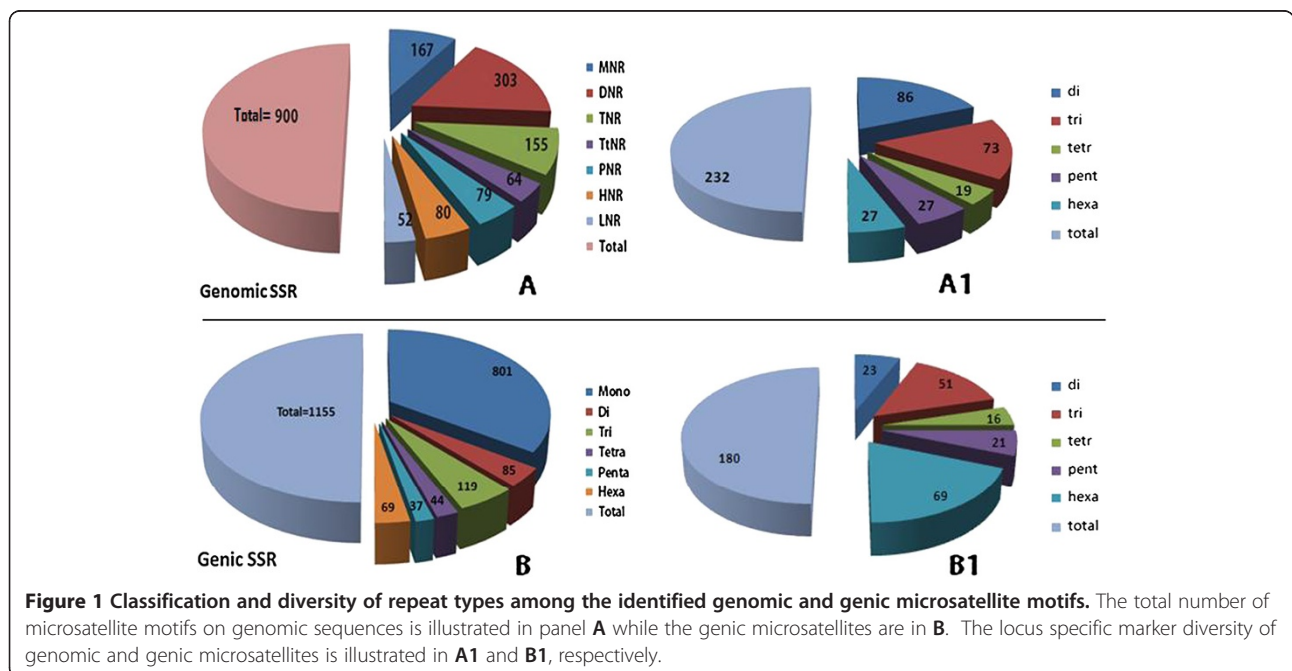 Total= 900
167
303
155
64
79
80
52
MNR
DNR
TNR
TtNR
PNR
HNR
LNR
Total
Genomic SSR
A
232
86
73
19
27
27
di
tri
tetr
pent
hexa
total
A1
Total=1155
801
85
119
44
37
69
Mono
Di
Tri
Tetra
Penta
Hexa
Total
Genic SSR
B
180
23
51
16
21
69
di
tri
tetr
pent
hexa
total
B1
Figure 1 Classification and diversity of repeat types among the identified genomic and genic microsatellite motifs. The total number of
microsatellite motifs on genomic sequences is illustrated in panel A while the genic microsatellites are in B. The locus specific marker diversity of
genomic and genic microsatellites is illustrated in A1 and B1, respectively.